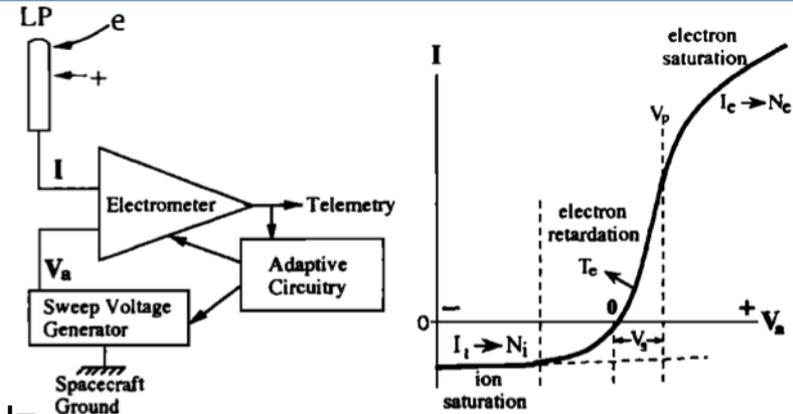 LP
e
+
I
Electrometer
Telemetry
Va
Adaptive
Circuitry
Sweep Voltage
Generator
Spacecraft
Ground
I
electron
saturation
Ie→Ne
Vp
electron
retardation
Te
0
−
+
0
Va
Ii→Ni
Vs
ion
saturation